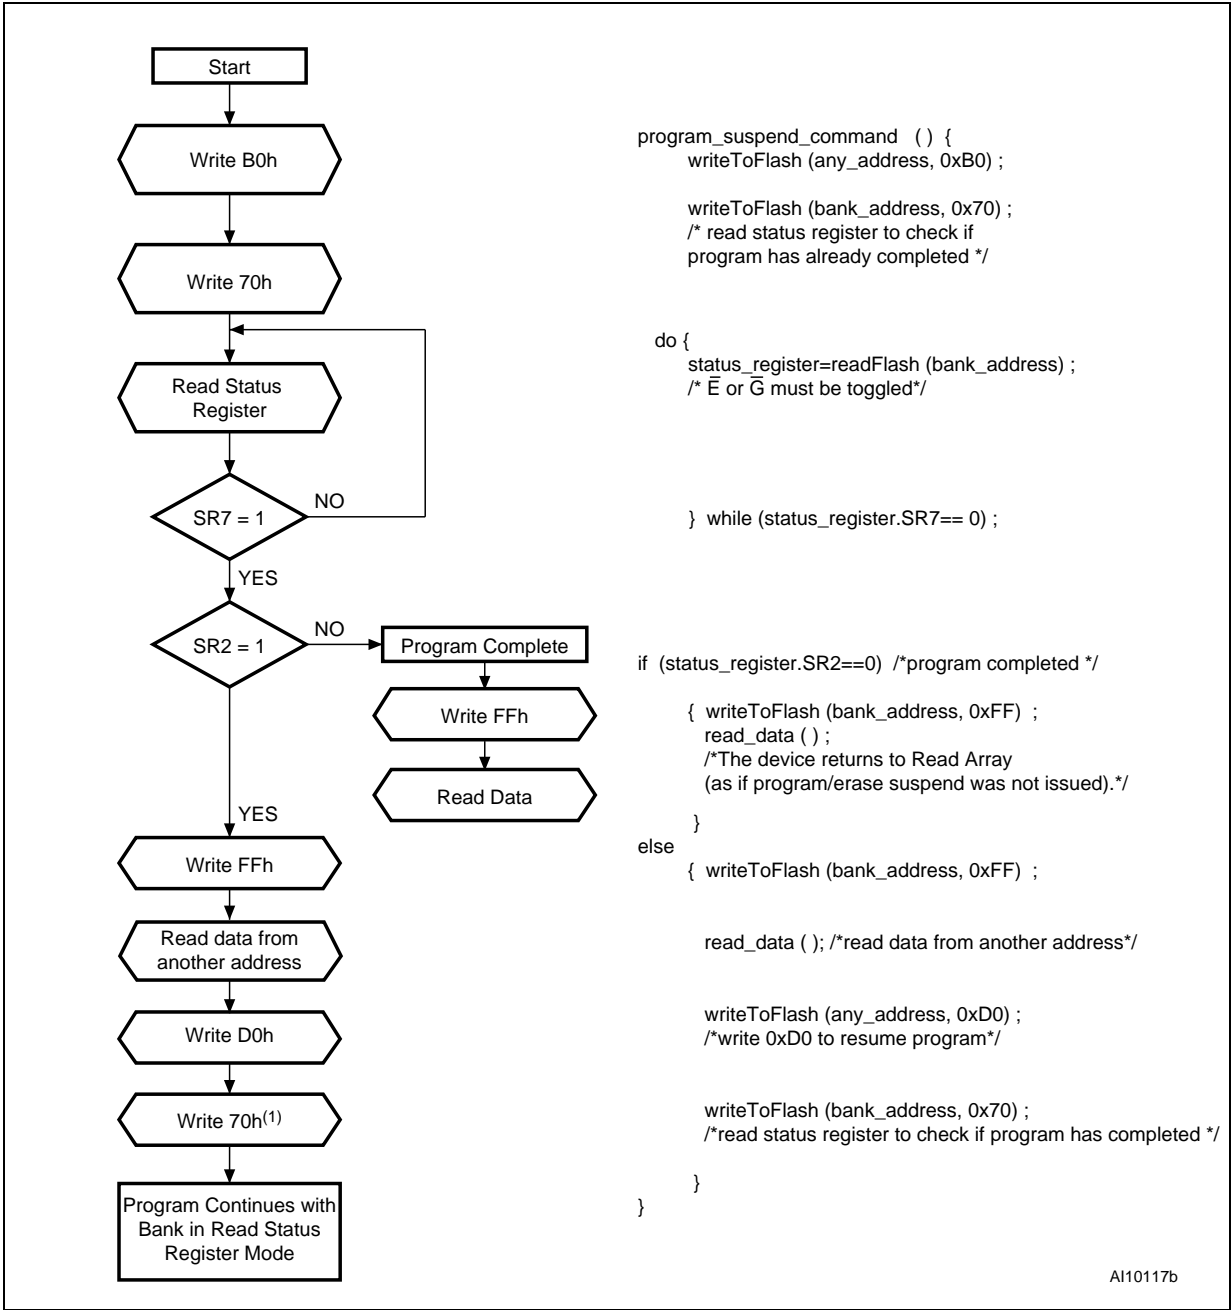 Start
Write B0h
Write 70h
Read Status
Register
SR7 = 1
NO
YES
SR2 = 1
NO
Program Complete
Write FFh
Read Data
YES
Write FFh
Read data from
another address
Write D0h
Write 70h(1)
Program Continues with
Bank in Read Status
Register Mode
program_suspend_command ( ) {
writeToFlash (any_address, 0xB0) ;
writeToFlash (bank_address, 0x70) ;
/* read status register to check if
program has already completed */
do {
status_register=readFlash (bank_address) ;
/* E̅ or G̅ must be toggled*/
} while (status_register.SR7== 0) ;
if (status_register.SR2==0) /*program completed */
{ writeToFlash (bank_address, 0xFF) ;
read_data ( ) ;
/*The device returns to Read Array
(as if program/erase suspend was not issued).*/
}
else
{ writeToFlash (bank_address, 0xFF) ;
read_data ( ); /*read data from another address*/
writeToFlash (any_address, 0xD0) ;
/*write 0xD0 to resume program*/
writeToFlash (bank_address, 0x70) ;
/*read status register to check if program has completed */
}
}
AI10117b